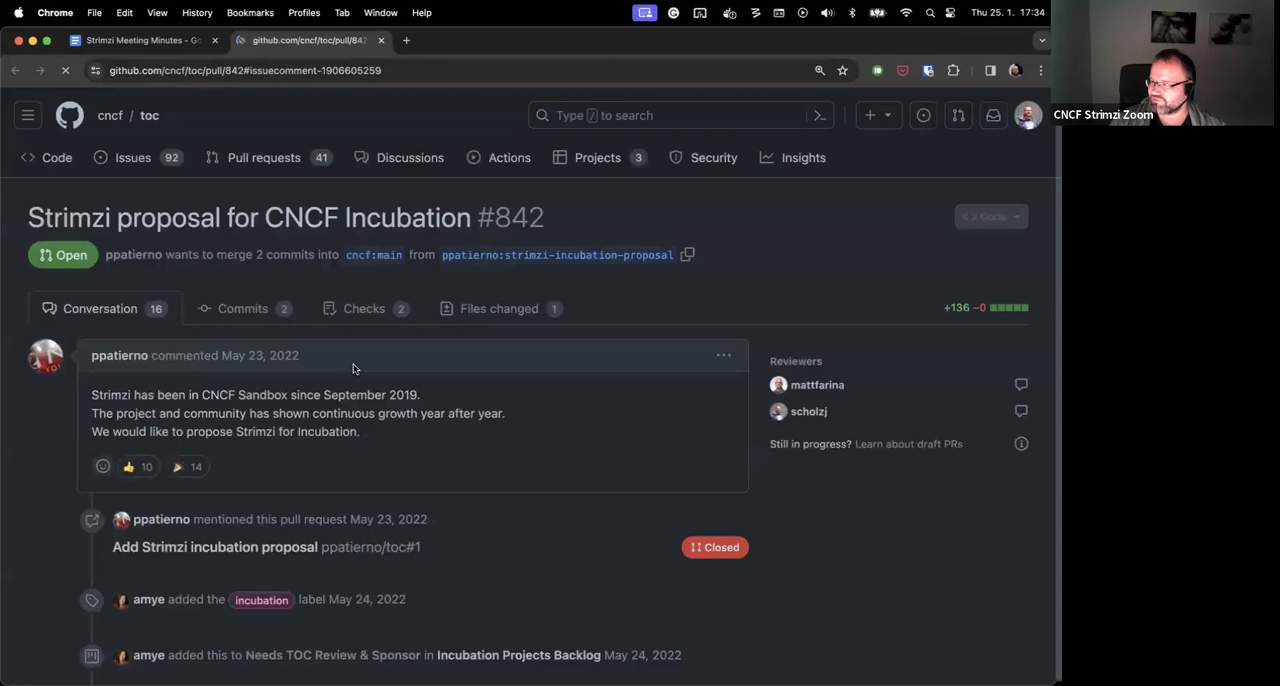 Chrome File Edit View History Bookmarks Profiles Tab Window Help Thu 25. 1. 17:34
Strimzi Meeting Minutes - Go
github.com/cncf/toc/pull/842
github.com/cncf/toc/pull/842#issuecomment-1906605259
CNCF Strimzi Zoom
cncf / toc
Type / to search
Code Issues 92 Pull requests 41 Discussions Actions Projects 3 Security Insights
Strimzi proposal for CNCF Incubation #842
<> Code
Open ppatierno wants to merge 2 commits into cncf:main from ppatierno:strimzi-incubation-proposal
Conversation 16 Commits 2 Checks 2 Files changed 1 +136 −0
ppatierno commented May 23, 2022
Strimzi has been in CNCF Sandbox since September 2019.
The project and community has shown continuous growth year after year.
We would like to propose Strimzi for Incubation.
👍 10 🎉 14
Reviewers
mattfarina
scholzj
Still in progress? Learn about draft PRs
ppatierno mentioned this pull request May 23, 2022
Add Strimzi incubation proposal ppatierno/toc#1 Closed
amye added the incubation label May 24, 2022
amye added this to Needs TOC Review & Sponsor in Incubation Projects Backlog May 24, 2022